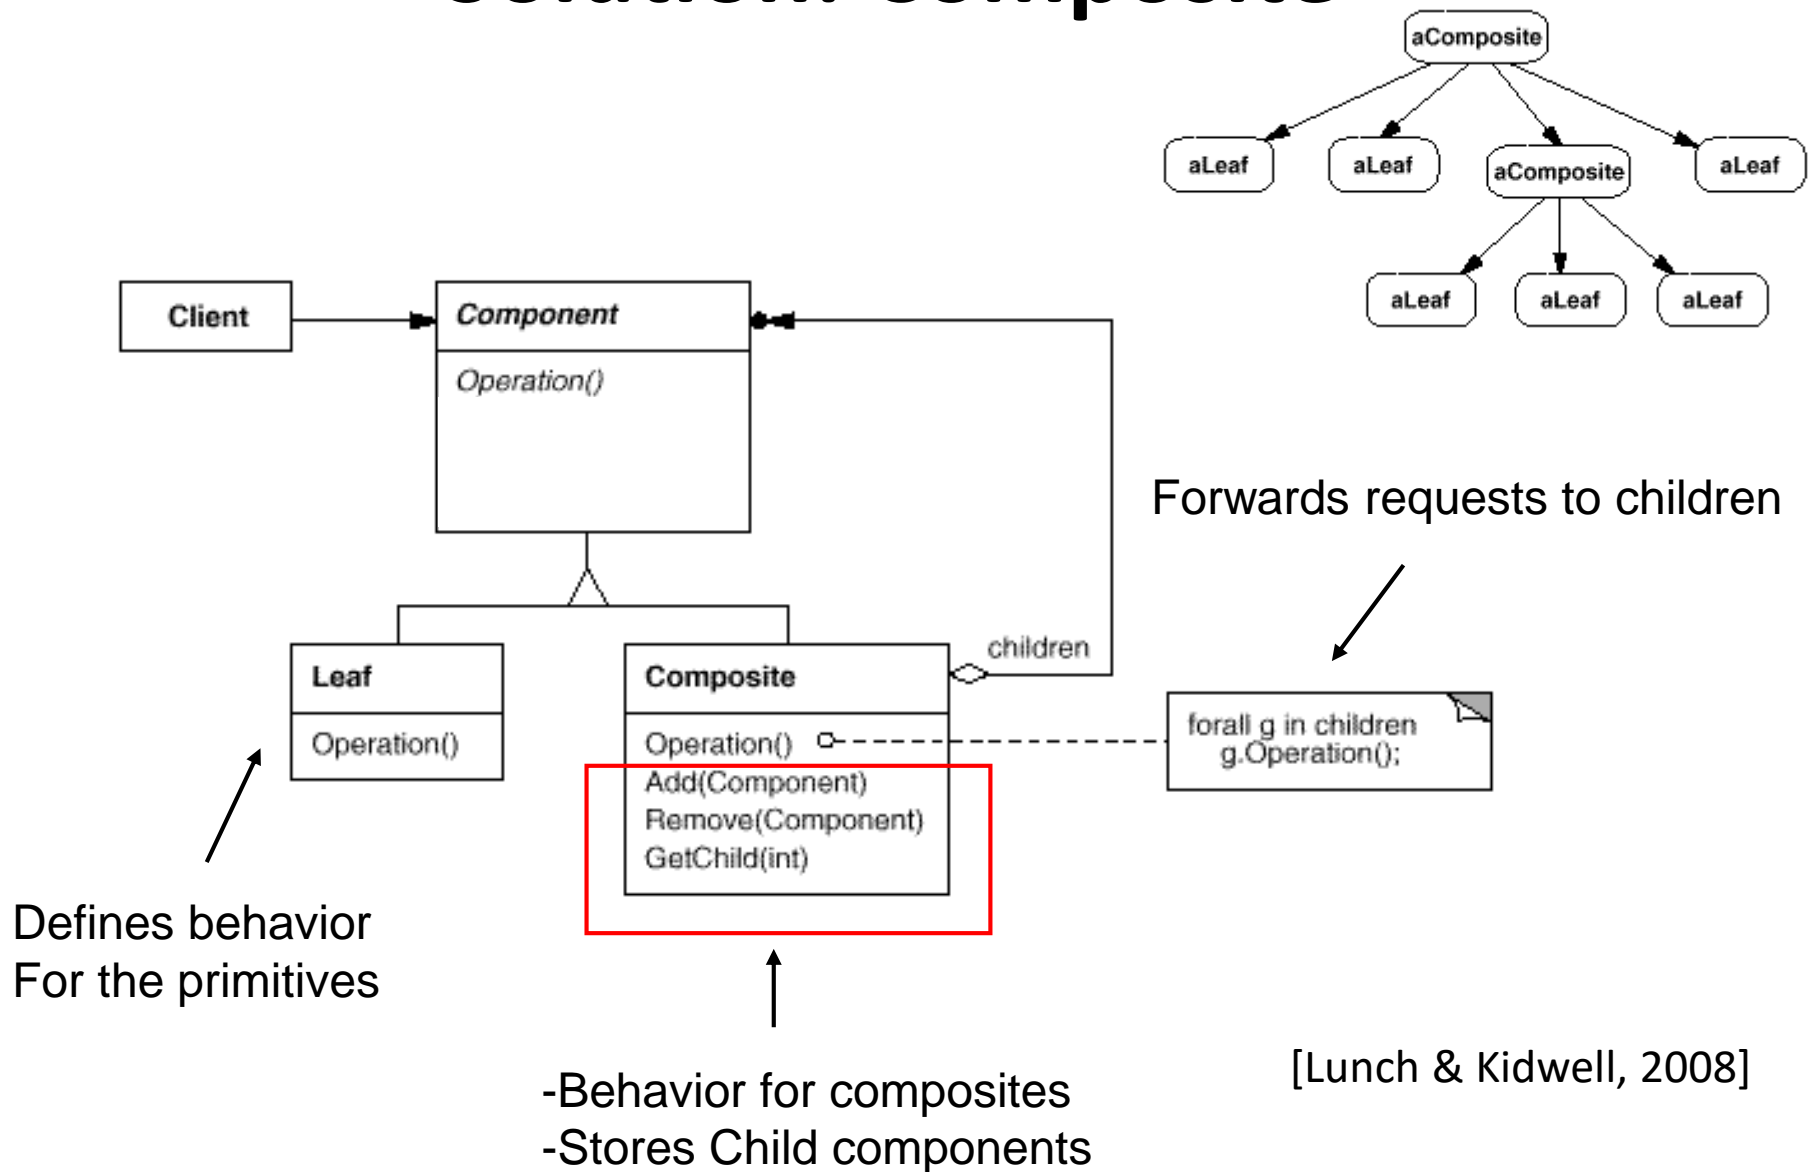 Solution: Composite
aComposite
aLeaf
aLeaf
aComposite
aLeaf
aLeaf
aLeaf
aLeaf
Client
Component
Operation()
Forwards requests to children
children
Leaf
Operation()
Composite
Operation()
Add(Component)
Remove(Component)
GetChild(int)
forall g in children
g.Operation();
Defines behavior
For the primitives
-Behavior for composites
-Stores Child components
[Lunch & Kidwell, 2008]